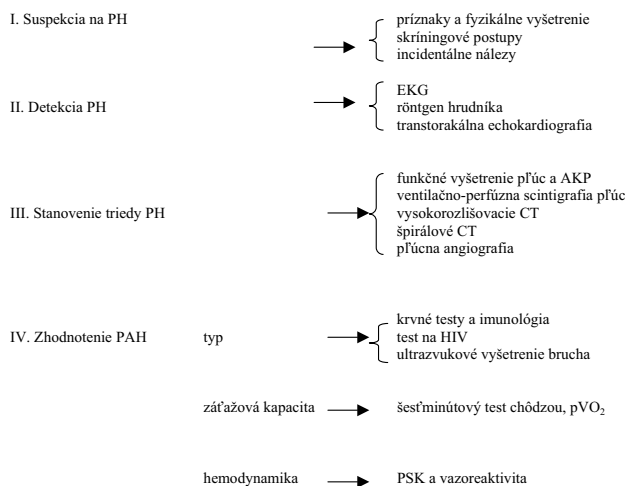 I. Suspekcia na PH
príznaky a fyzikálne vyšetrenie
skríningové postupy
incidentálne nálezy
II. Detekcia PH
EKG
röntgen hrudníka
transtorakálna echokardiografia
III. Stanovenie triedy PH
funkčné vyšetrenie pľúc a AKP
ventilačno-perfúzna scintigrafia pľúc
vysokorozlišovacie CT
špirálové CT
pľúcna angiografia
IV. Zhodnotenie PAH
typ
krvné testy a imunológia
test na HIV
ultrazvukové vyšetrenie brucha
záťažová kapacita
šesťminútový test chôdzou, pVO₂
hemodynamika
PSK a vazoreaktivita